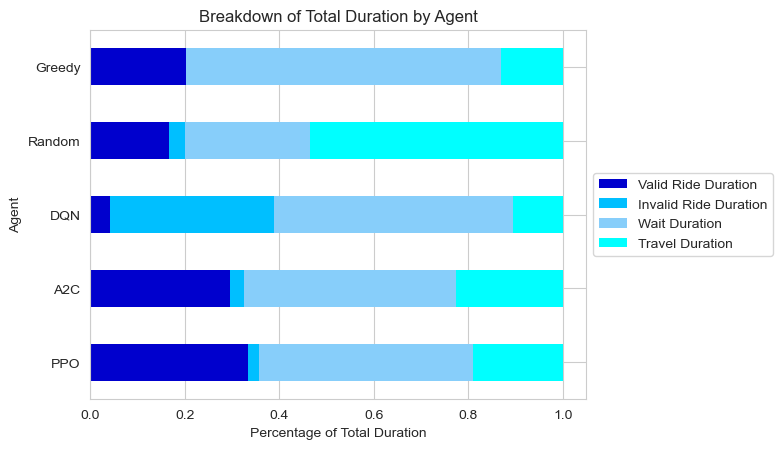 Breakdown of Total Duration by Agent
Agent
Greedy
Random
DQN
A2C
PPO
0.0 0.2 0.4 0.6 0.8 1.0
Percentage of Total Duration
Valid Ride Duration
Invalid Ride Duration
Wait Duration
Travel Duration